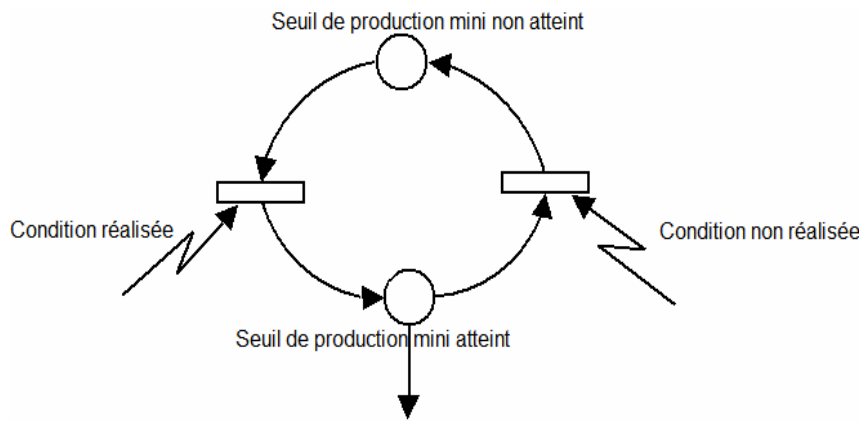 Seuil de production mini non atteint
Condition réalisée
Condition non réalisée
Seuil de production mini atteint